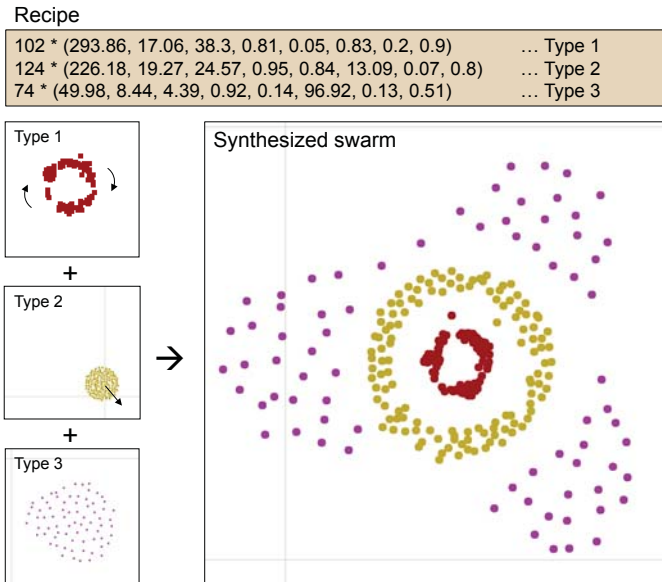 Recipe
102 * (293.86, 17.06, 38.3, 0.81, 0.05, 0.83, 0.2, 0.9) ... Type 1
124 * (226.18, 19.27, 24.57, 0.95, 0.84, 13.09, 0.07, 0.8) ... Type 2
74 * (49.98, 8.44, 4.39, 0.92, 0.14, 96.92, 0.13, 0.51) ... Type 3
Type 1
+
Type 2
+
Type 3
→
Synthesized swarm